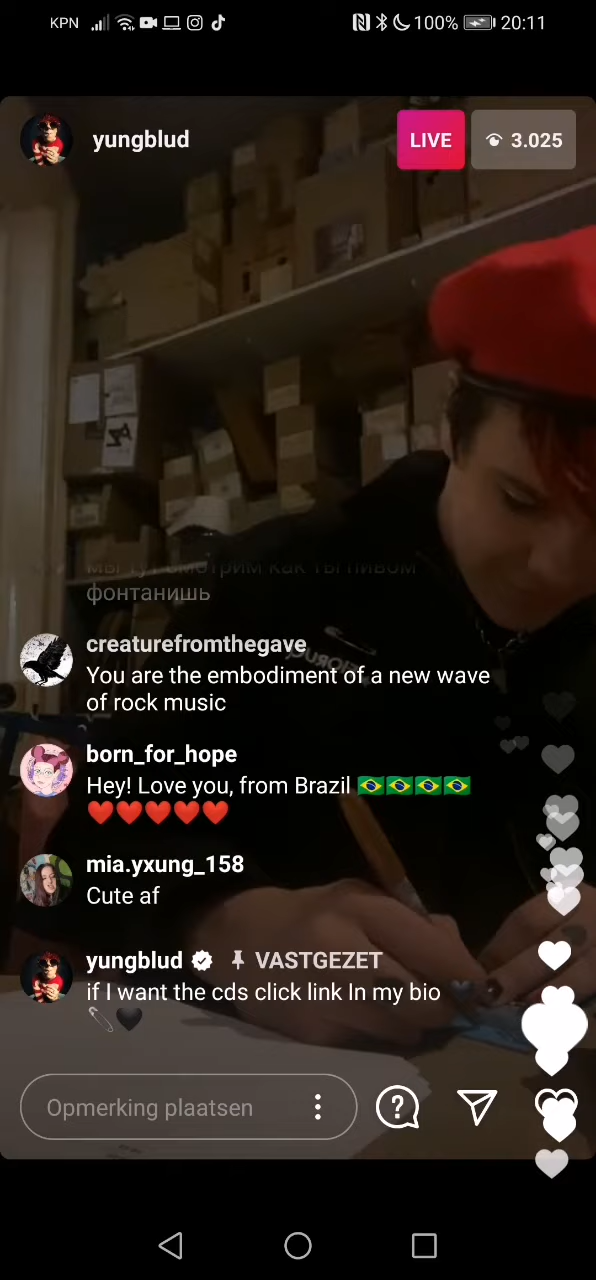 KPN
100%
20:11
yungblud
LIVE
3.025
мы тут смотрим как ты пивом
фонтанишь
creaturefromthegave
You are the embodiment of a new wave
of rock music
born_for_hope
Hey! Love you, from Brazil 🇧🇷🇧🇷🇧🇷🇧🇷
❤️❤️❤️❤️❤️
mia.yxung_158
Cute af
yungblud VASTGEZET
if I want the cds click link In my bio
🧷🖤
Opmerking plaatsen